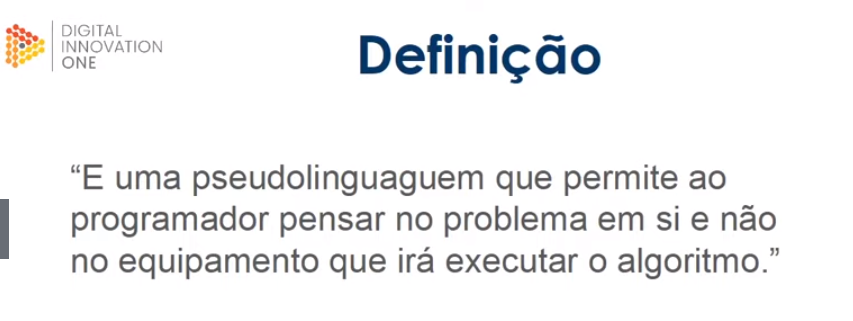 DIGITAL
INNOVATION
ONE
Definição
“E uma pseudolinguaguem que permite ao
programador pensar no problema em si e não
no equipamento que irá executar o algoritmo.”